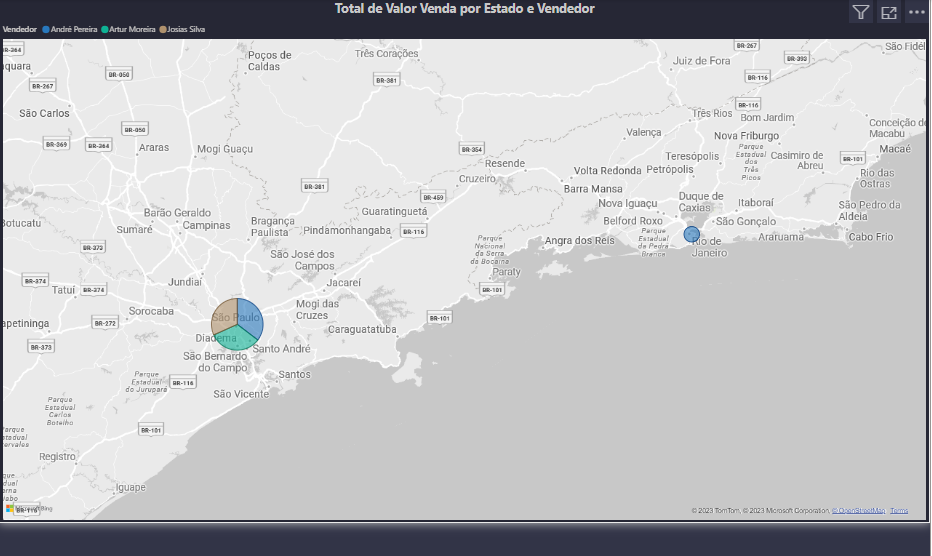 Total de Valor Venda por Estado e Vendedor
Vendedor André Pereira Artur Moreira Josias Silva
BR-364
quara
BR-050
BR-267
Poços de
Caldas
Três Corações
BR-381
BR-267
São Fidél
Juiz de Fora
BR-393
BR-116
São Carlos
BR-050
BR-369
BR-364
Araras
Mogi Guaçu
BR-354
BR-116
Três Rios
Bom Jardim
Conceição d
Macabu
Valença
Nova Friburgo
Macaé
Resende
Cruzeiro
Volta Redonda
Teresópolis
Petrópolis
Parque
Estadual
dos
Três
Picos
Casimiro de
Abreu
BR-101
Rio das
Ostras
BR-381
BR-459
Barra Mansa
Nova Iguaçu
Duque de
Caxias
Itaboraí
São Pedro da
Aldeia
Botucatu
Barão Geraldo
Sumaré
Campinas
Bragança
Paulista
Guaratinguetá
Pindamonhangaba
BR-116
Belford Roxo
São Gonçalo
Araruama
Cabo Frio
BR-373
São José dos
Campos
Parque
Nacional
da Serra
da Bocaina
Angra dos Reis
Parque
Estadual
da Pedra
Branca
Rio de
Janeiro
BR-374
Tatuí
BR-374
Jundiaí
Jacareí
Paraty
BR-101
apetininga
BR-272
Sorocaba
São Paulo
Mogi das
Cruzes
BR-101
Caraguatatuba
BR-373
Diadema
Santo André
São Bernardo
do Campo
Parque
Estadual
do Jurupará
BR-116
Santos
São Vicente
Parque
Estadual
Carlos
Botelho
BR-101
Parque
stadual
ervales
Registro
Iguape
BR-116
Microsoft Bing
© 2023 TomTom, © 2023 Microsoft Corporation, © OpenStreetMap Terms